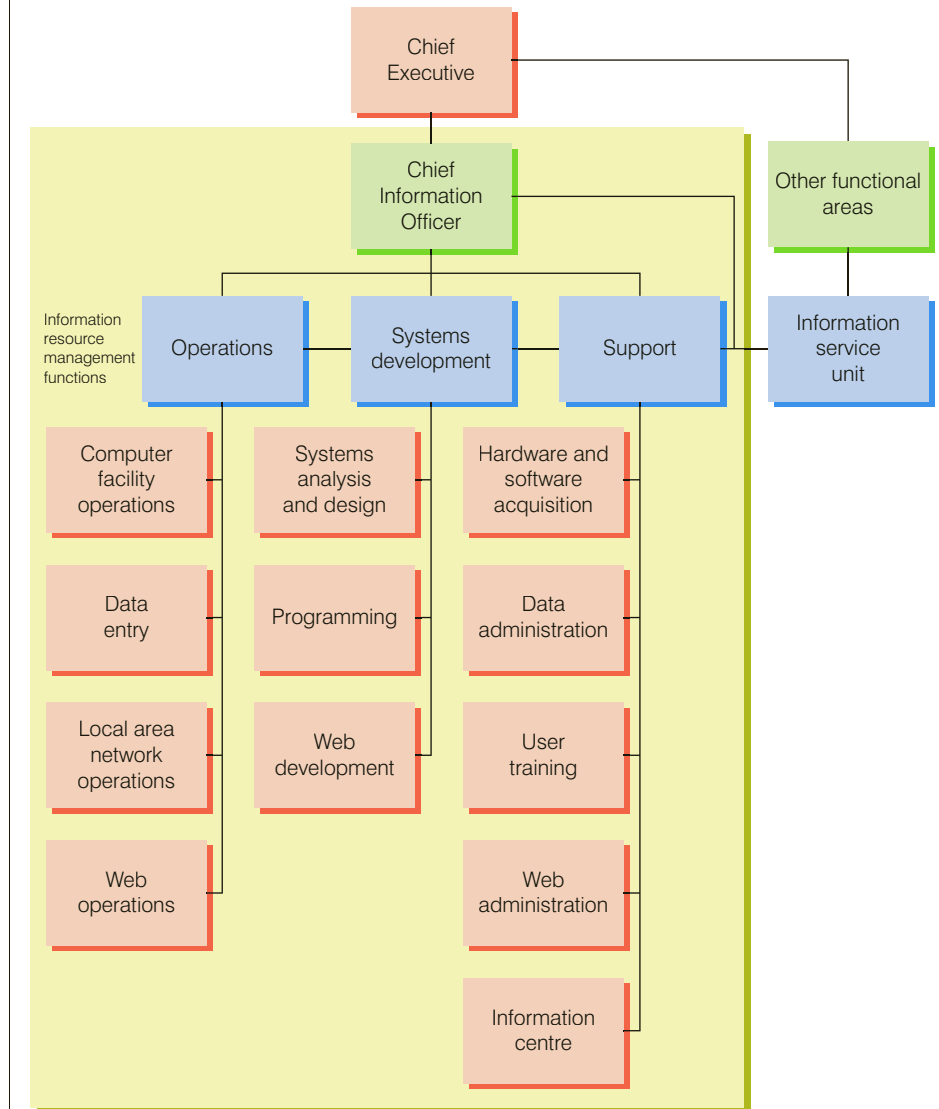 Chief
Executive
Chief
Information
Officer
Other functional
areas
Information
resource
management
functions
Operations
Systems
development
Support
Information
service
unit
Computer
facility
operations
Systems
analysis
and design
Hardware and
software
acquisition
Data
entry
Programming
Data
administration
Local area
network
operations
Web
development
User
training
Web
operations
Web
administration
Information
centre